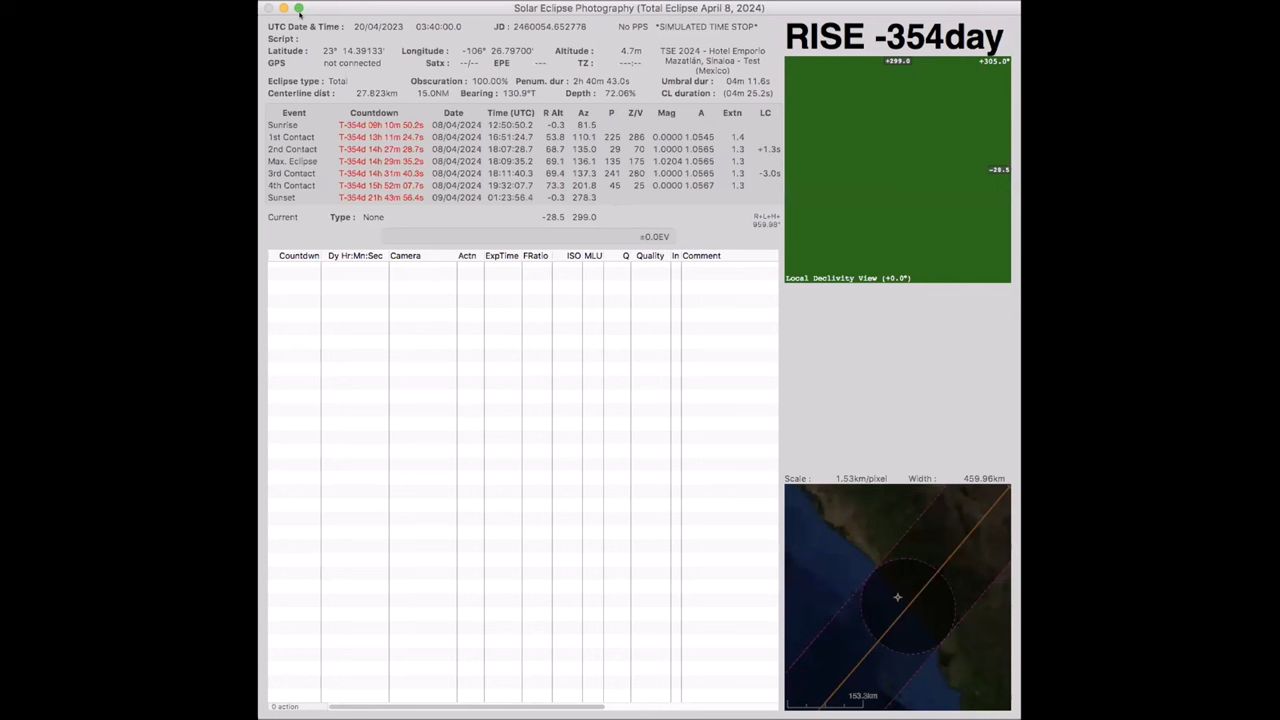 Solar Eclipse Photography (Total Eclipse April 8, 2024)
UTC Date & Time : 20/04/2023 03:40:00.0 JD : 2460054.652778 No PPS *SIMULATED TIME STOP*
Script :
Latitude : 23° 14.39133' Longitude : -106° 26.79700' Altitude : 4.7m TSE 2024 - Hotel Emporio
GPS not connected Satx : --/-- EPE --- TZ : ---:-- Mazatlán, Sinaloa - Test
(Mexico)
Eclipse type : Total Obscuration : 100.00% Penum. dur : 2h 40m 43.0s Umbral dur : 04m 11.6s
Centerline dist : 27.823km 15.0NM Bearing : 130.9°T Depth : 72.06% CL duration : (04m 25.2s)
Event Countdown Date Time (UTC) R Alt Az P Z/V Mag A Extn LC
Sunrise T-354d 09h 10m 50.2s 08/04/2024 12:50:50.2 -0.3 81.5
1st Contact T-354d 13h 11m 24.7s 08/04/2024 16:51:24.7 53.8 110.1 225 286 0.0000 1.0545 1.4
2nd Contact T-354d 14h 27m 28.7s 08/04/2024 18:07:28.7 68.7 135.0 29 70 1.0000 1.0565 1.3 +1.3s
Max. Eclipse T-354d 14h 29m 35.2s 08/04/2024 18:09:35.2 69.1 136.1 135 175 1.0204 1.0565 1.3
3rd Contact T-354d 14h 31m 40.3s 08/04/2024 18:11:40.3 69.4 137.3 241 280 1.0000 1.0565 1.3 -3.0s
4th Contact T-354d 15h 52m 07.7s 08/04/2024 19:32:07.7 73.3 201.8 45 25 0.0000 1.0567 1.3
Sunset T-354d 21h 43m 56.4s 09/04/2024 01:23:56.4 -0.3 278.3
Current Type : None -28.5 299.0 R+L+H+
959.98"
±0.0EV
Countdwn Dy Hr:Mn:Sec Camera Actn ExpTime FRatio ISO MLU Q Quality In Comment
0 action
RISE -354day
+299.0 +305.0°
-28.5
Local Declivity View (+0.0°)
Scale : 1.53km/pixel Width : 459.96km
153.3km